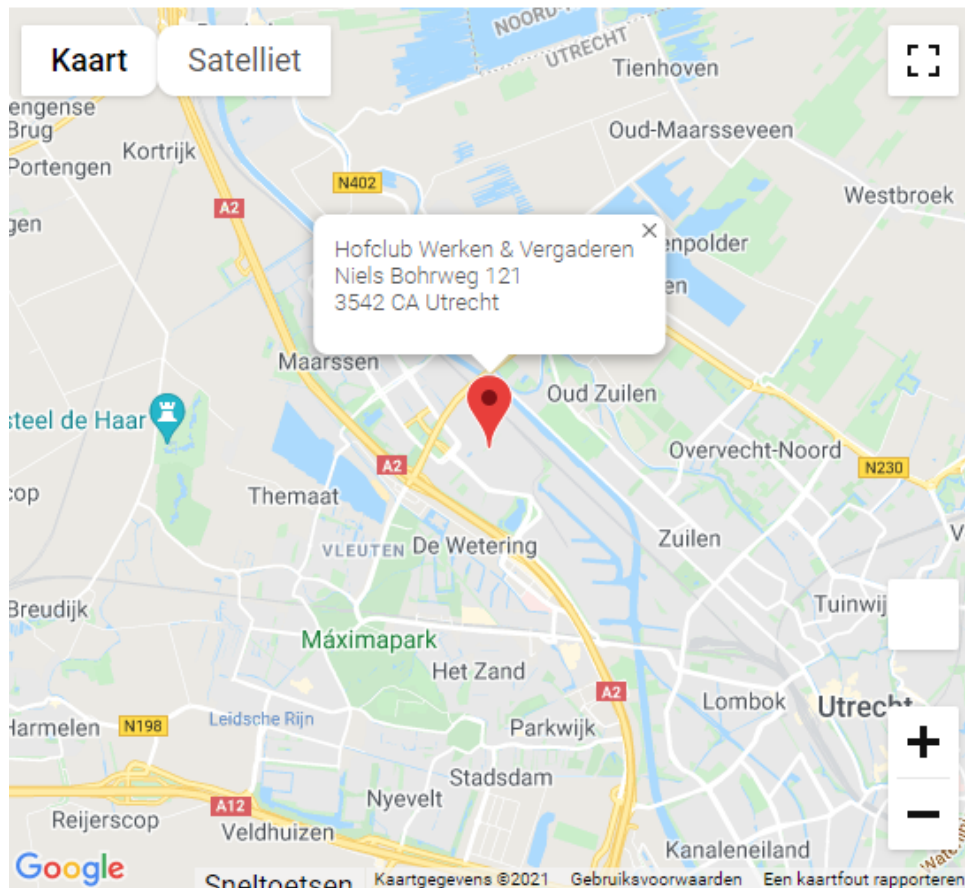 NOORD-
UTRECHT
Kaart
Satelliet
Tienhoven
engense
Brug
Portengen
Kortrijk
Oud-Maarsseveen
N402
Westbroek
A2
gen
Hofclub Werken & Vergaderen
Niels Bohrweg 121
3542 CA Utrecht
enpolder
en
Maarssen
Oud Zuilen
steel de Haar
Overvecht-Noord
A2
N230
cop
Themaat
VLEUTEN
De Wetering
Zuilen
V
Breudijk
Tuinwij
Máximapark
Het Zand
A2
Lombok
Utrecht
Harmelen
N198
Leidsche Rijn
Parkwijk
Stadsdam
Nyevelt
A12
Reijerscop
Veldhuizen
Kanaleneiland
Google
Sneltoetsen
Kaartgegevens ©2021
Gebruiksvoorwaarden
Een kaartfout rapporteren